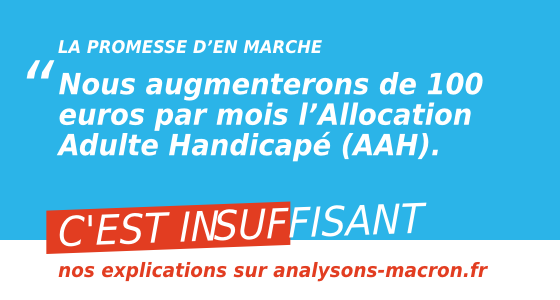 LA PROMESSE D’EN MARCHE
“ Nous augmenterons de 100
euros par mois l’Allocation
Adulte Handicapé (AAH).
C'EST INSUFFISANT
nos explications sur analysons-macron.fr